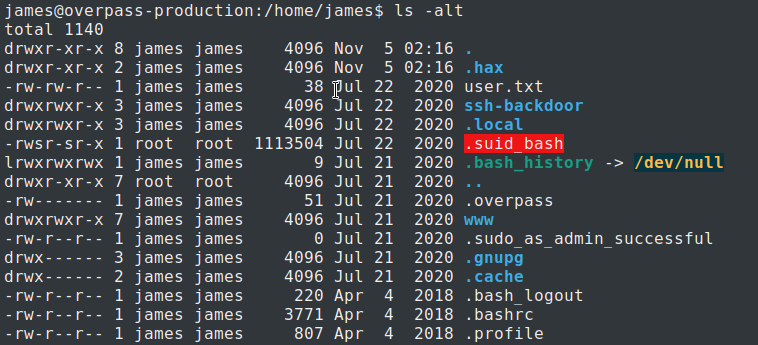 james@overpass-production:/home/james$ ls -alt
total 1140
drwxr-xr-x 8 james james    4096 Nov  5 02:16 .
drwxr-xr-x 2 james james    4096 Nov  5 02:16 .hax
-rw-rw-r-- 1 james james      38 Jul 22  2020 user.txt
drwxrwxr-x 3 james james    4096 Jul 22  2020 ssh-backdoor
drwxrwxr-x 3 james james    4096 Jul 22  2020 .local
-rwsr-sr-x 1 root  root  1113504 Jul 22  2020 .suid_bash
lrwxrwxrwx 1 james james       9 Jul 21  2020 .bash_history -> /dev/null
drwxr-xr-x 7 root  root     4096 Jul 21  2020 ..
-rw------- 1 james james      51 Jul 21  2020 .overpass
drwxrwxr-x 7 james james    4096 Jul 21  2020 www
-rw-r--r-- 1 james james       0 Jul 21  2020 .sudo_as_admin_successful
drwx------ 3 james james    4096 Jul 21  2020 .gnupg
drwx------ 2 james james    4096 Jul 21  2020 .cache
-rw-r--r-- 1 james james     220 Apr  4  2018 .bash_logout
-rw-r--r-- 1 james james    3771 Apr  4  2018 .bashrc
-rw-r--r-- 1 james james     807 Apr  4  2018 .profile